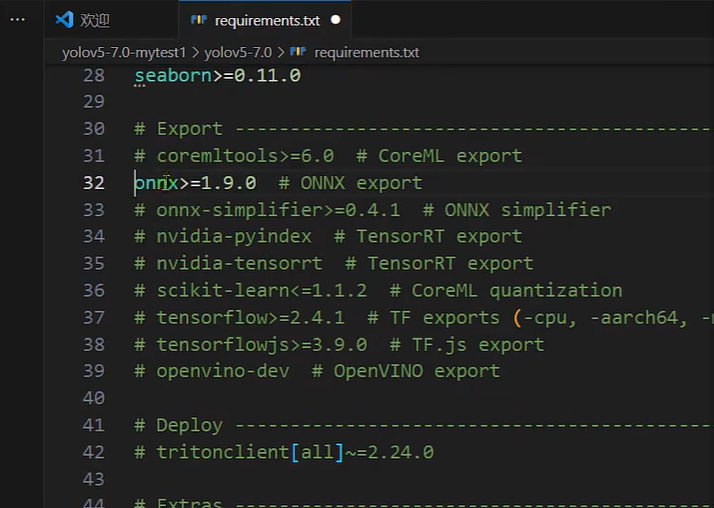 ... 欢迎 requirements.txt
yolov5-7.0-mytest1 > yolov5-7.0 > requirements.txt
28 seaborn>=0.11.0
29
30 # Export ---------------------------------------------------
31 # coremltools>=6.0  # CoreML export
32 onnx>=1.9.0  # ONNX export
33 # onnx-simplifier>=0.4.1  # ONNX simplifier
34 # nvidia-pyindex  # TensorRT export
35 # nvidia-tensorrt  # TensorRT export
36 # scikit-learn<=1.1.2  # CoreML quantization
37 # tensorflow>=2.4.1  # TF exports (-cpu, -aarch64, -
38 # tensorflowjs>=3.9.0  # TF.js export
39 # openvino-dev  # OpenVINO export
40
41 # Deploy ---------------------------------------------------
42 # tritonclient[all]~=2.24.0
43
44 # Extras ---------------------------------------------------